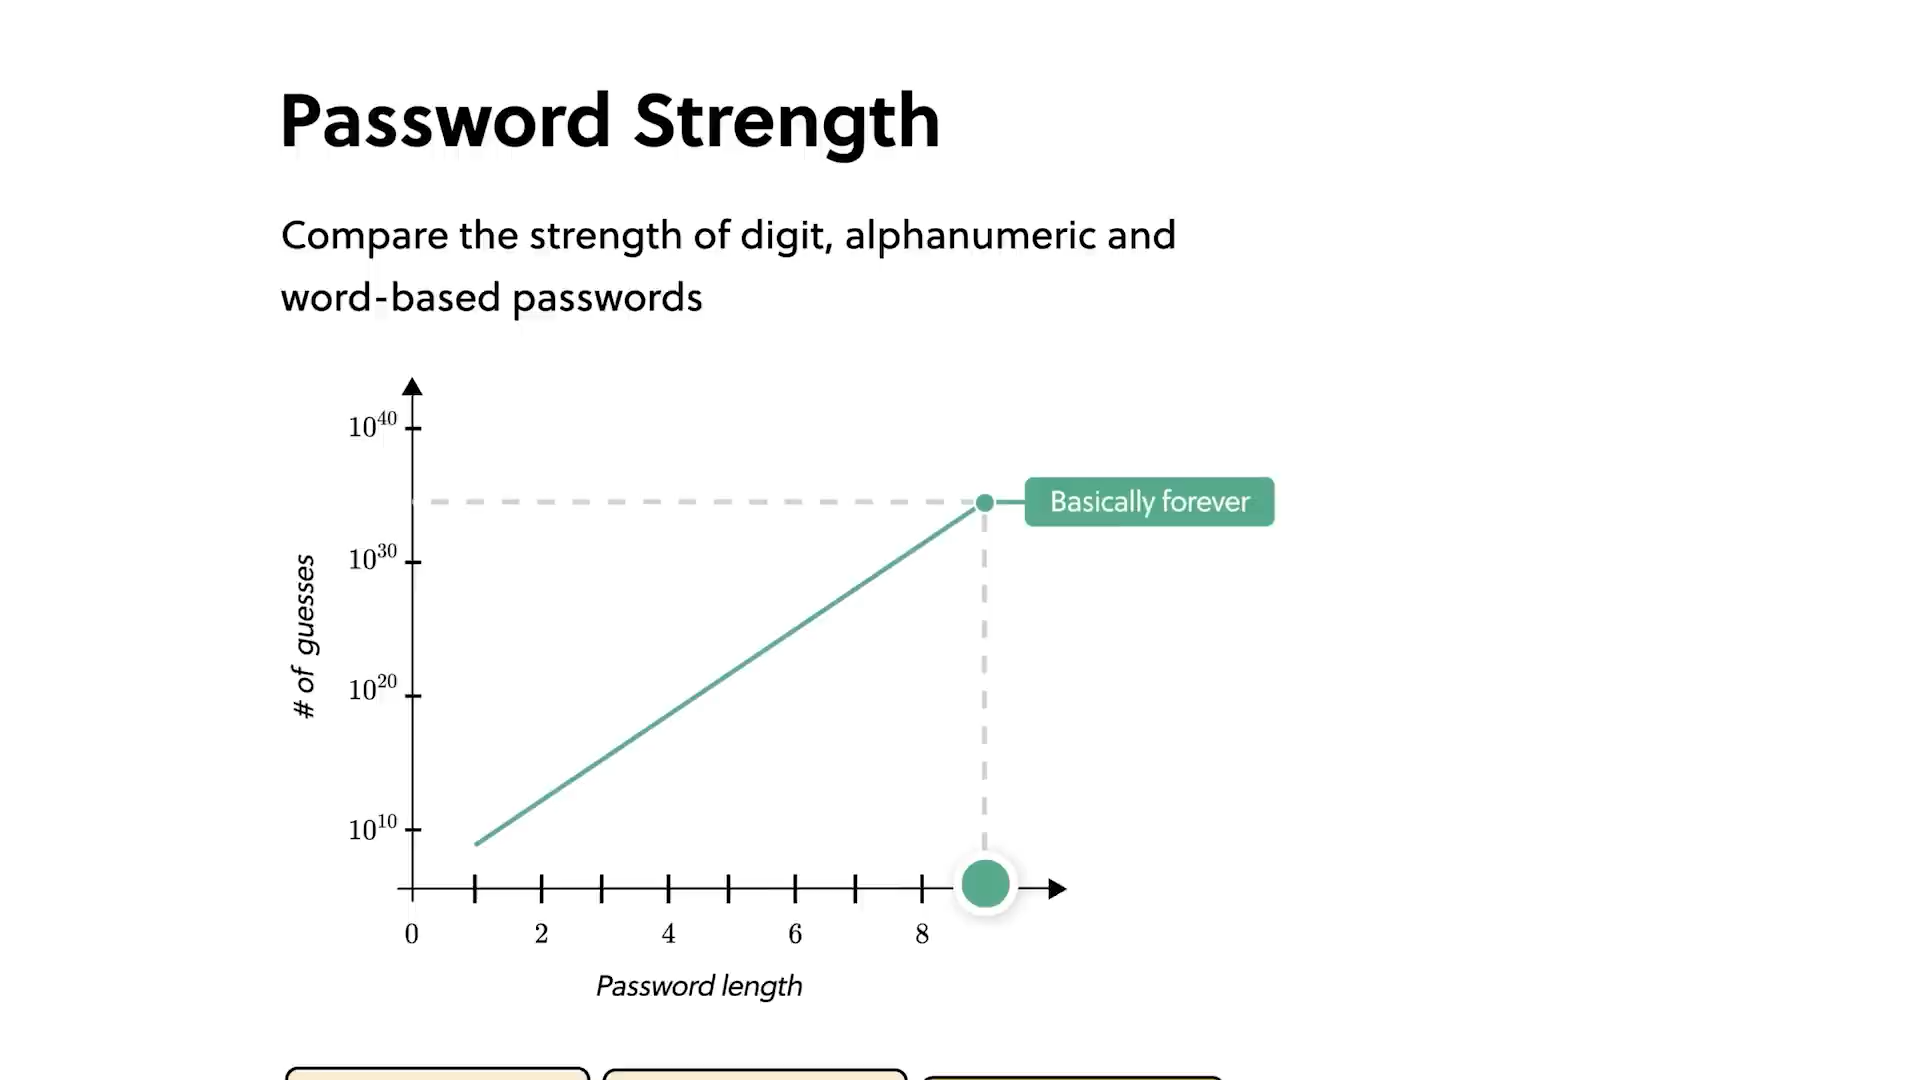 Password Strength
Compare the strength of digit, alphanumeric and
word-based passwords
10^40
Basically forever
10^30
# of guesses
10^20
10^10
0 2 4 6 8
Password length